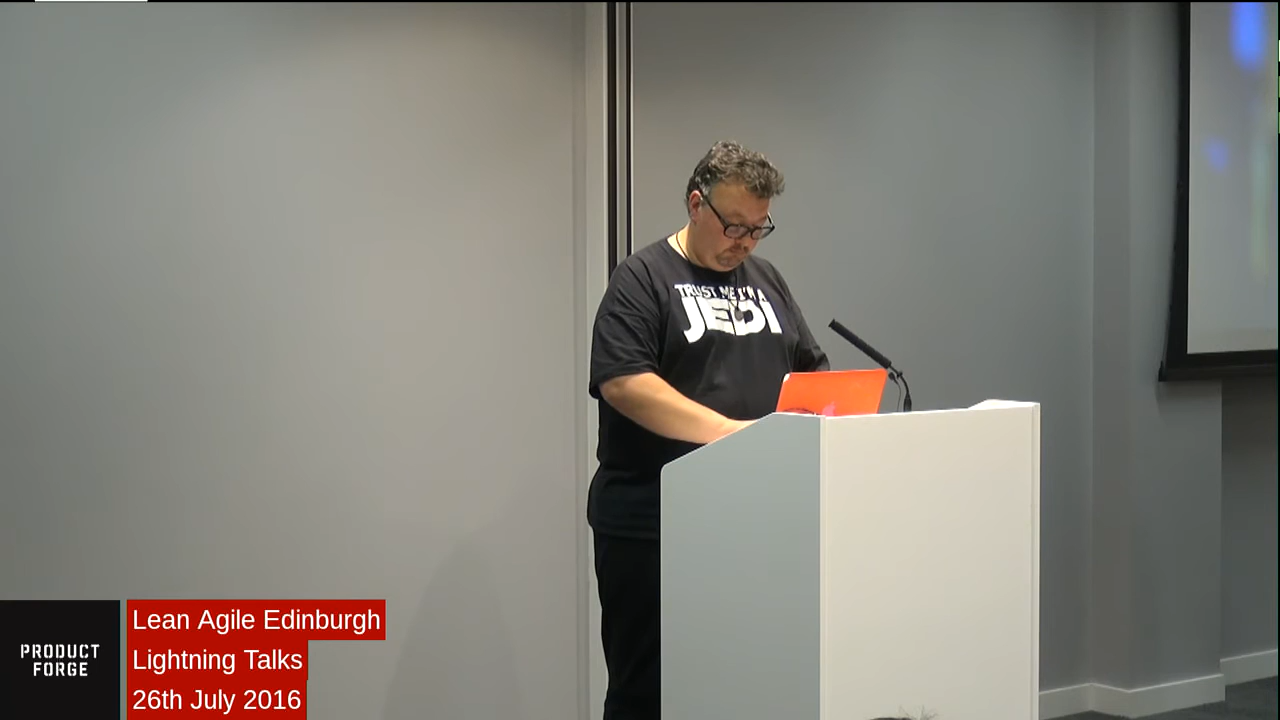 TRUST ME I'M A
JEDI
PRODUCT
FORGE
Lean Agile Edinburgh
Lightning Talks
26th July 2016